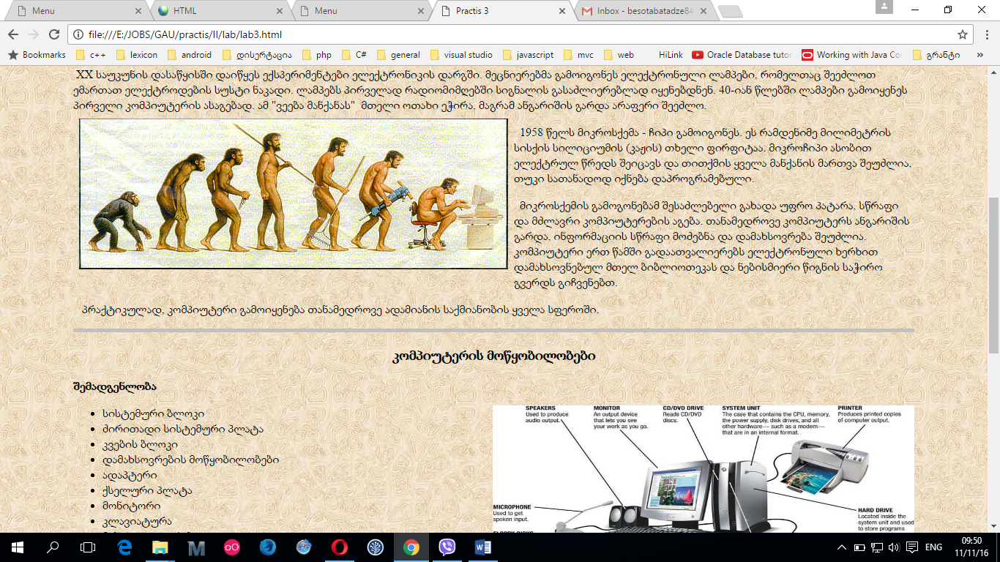 Menu
HTML
Menu
Practis 3
Inbox - besotabatadze84
file:///E:/JOBS/GAU/practis/II/lab/lab3.html
Bookmarks c++ lexicon android დისერტაცია php C# general visual studio javascript mvc web HiLink Oracle Database tutor Working with Java Co გრანტი »
XX საუკუნის დასაწყისში დაიწყეს ექსპერიმენტები ელექტრონიკის დარგში. მეცნიერებმა გამოიგონეს ელექტრონული ლამპები, რომელთაც შეეძლოთ
ემართათ ელექტროდების სუსტი ნაკადი. ლამპებს პირველად რადიომიმღებში სიგნალის გასაძლიერებლად იყენებდნენ. 40-იან წლებში ლამპები გამოიყენეს
პირველი კომპიუტერის ასაგებად. ამ "ვეება მანქანას" მთელი ოთახი ეჭირა, მაგრამ ანგარიშის გარდა არაფერი შეეძლო.
1958 წელს მიკროსქემა - ჩიპი გამოიგონეს. ეს რამდენიმე მილიმეტრის
სისქის სილიციუმის (კაჟის) თხელი ფირფიტაა. მიკროჩიპი ასობით
ელექტრულ წრედს შეიცავს და თითქმის ყველა მანქანის მართვა შეუძლია,
თუკი სათანადოდ იქნება დაპროგრამებული.
მიკროსქემის გამოგონებამ შესაძლებელი გახადა უფრო პატარა, სწრაფი
და მძლავრი კომპიუტერების აგება. თანამედროვე კომპიუტერს ანგარიშის
გარდა, ინფორმაციის სწრაფი მოძებნა და დამახსოვრება შეუძლია.
კომპიუტერი ერთ წამში გადაათვალიერებს ელექტრონული ხერხით
დამახსოვნებულ მთელ ბიბლიოთეკას და ნებისმიერი წიგნის საჭირო
გვერდს გიჩვენებთ.
პრაქტიკულად, კომპიუტერი გამოიყენება თანამედროვე ადამიანის საქმიანობის ყველა სფეროში.
კომპიუტერის მოწყობილობები
შემადგენლობა
სისტემური ბლოკი
ძირითადი სისტემური პლატა
კვების ბლოკი
დამახსოვრების მოწყობილობები
ადაპტერი
ქსელური პლატა
მონიტორი
კლავიატურა
SPEAKERS
Used to produce
audio output.
MONITOR
An output device
that lets you see
your work as you go.
CD/DVD DRIVE
Reads CD/DVD
discs.
SYSTEM UNIT
The case that contains the CPU, memory,
the power supply, disk drives, and all
other hardware— such as a modem—
that are in an internal format.
PRINTER
Produces printed copies
of computer output.
MICROPHONE
Used to get
spoken input.
HARD DRIVE
Located inside the
system unit and used
to store programs
ENG
09:50
11/11/16